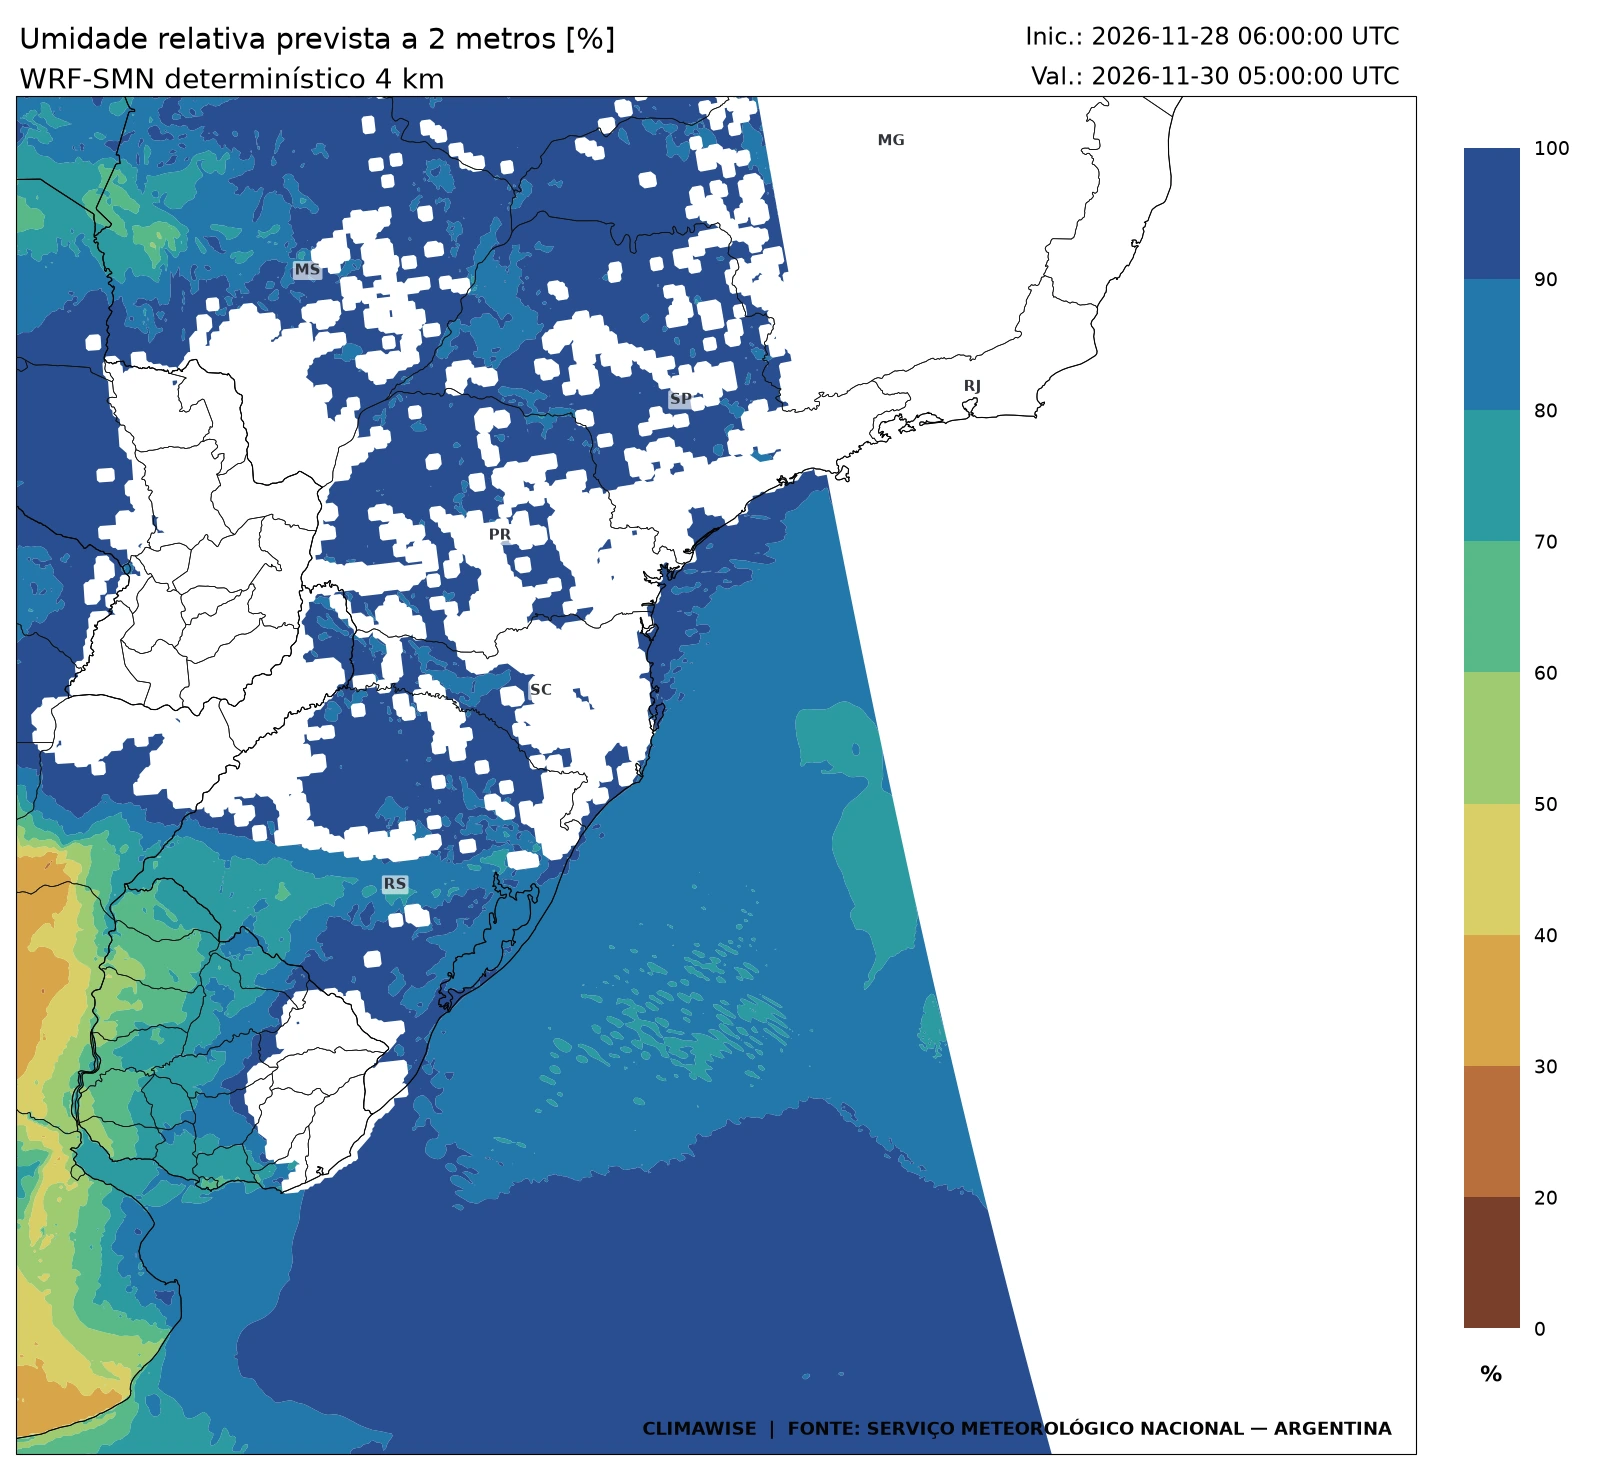 Umidade relativa prevista a 2 metros [%]
WRF-SMN determinístico 4 km
Inic.: 2026-11-28 06:00:00 UTC
Val.: 2026-11-30 05:00:00 UTC
MG
MS
RJ
SP
PR
SC
RS
100
90
80
70
60
50
40
30
20
0
%
CLIMAWISE | FONTE: SERVIÇO METEOROLÓGICO NACIONAL — ARGENTINA